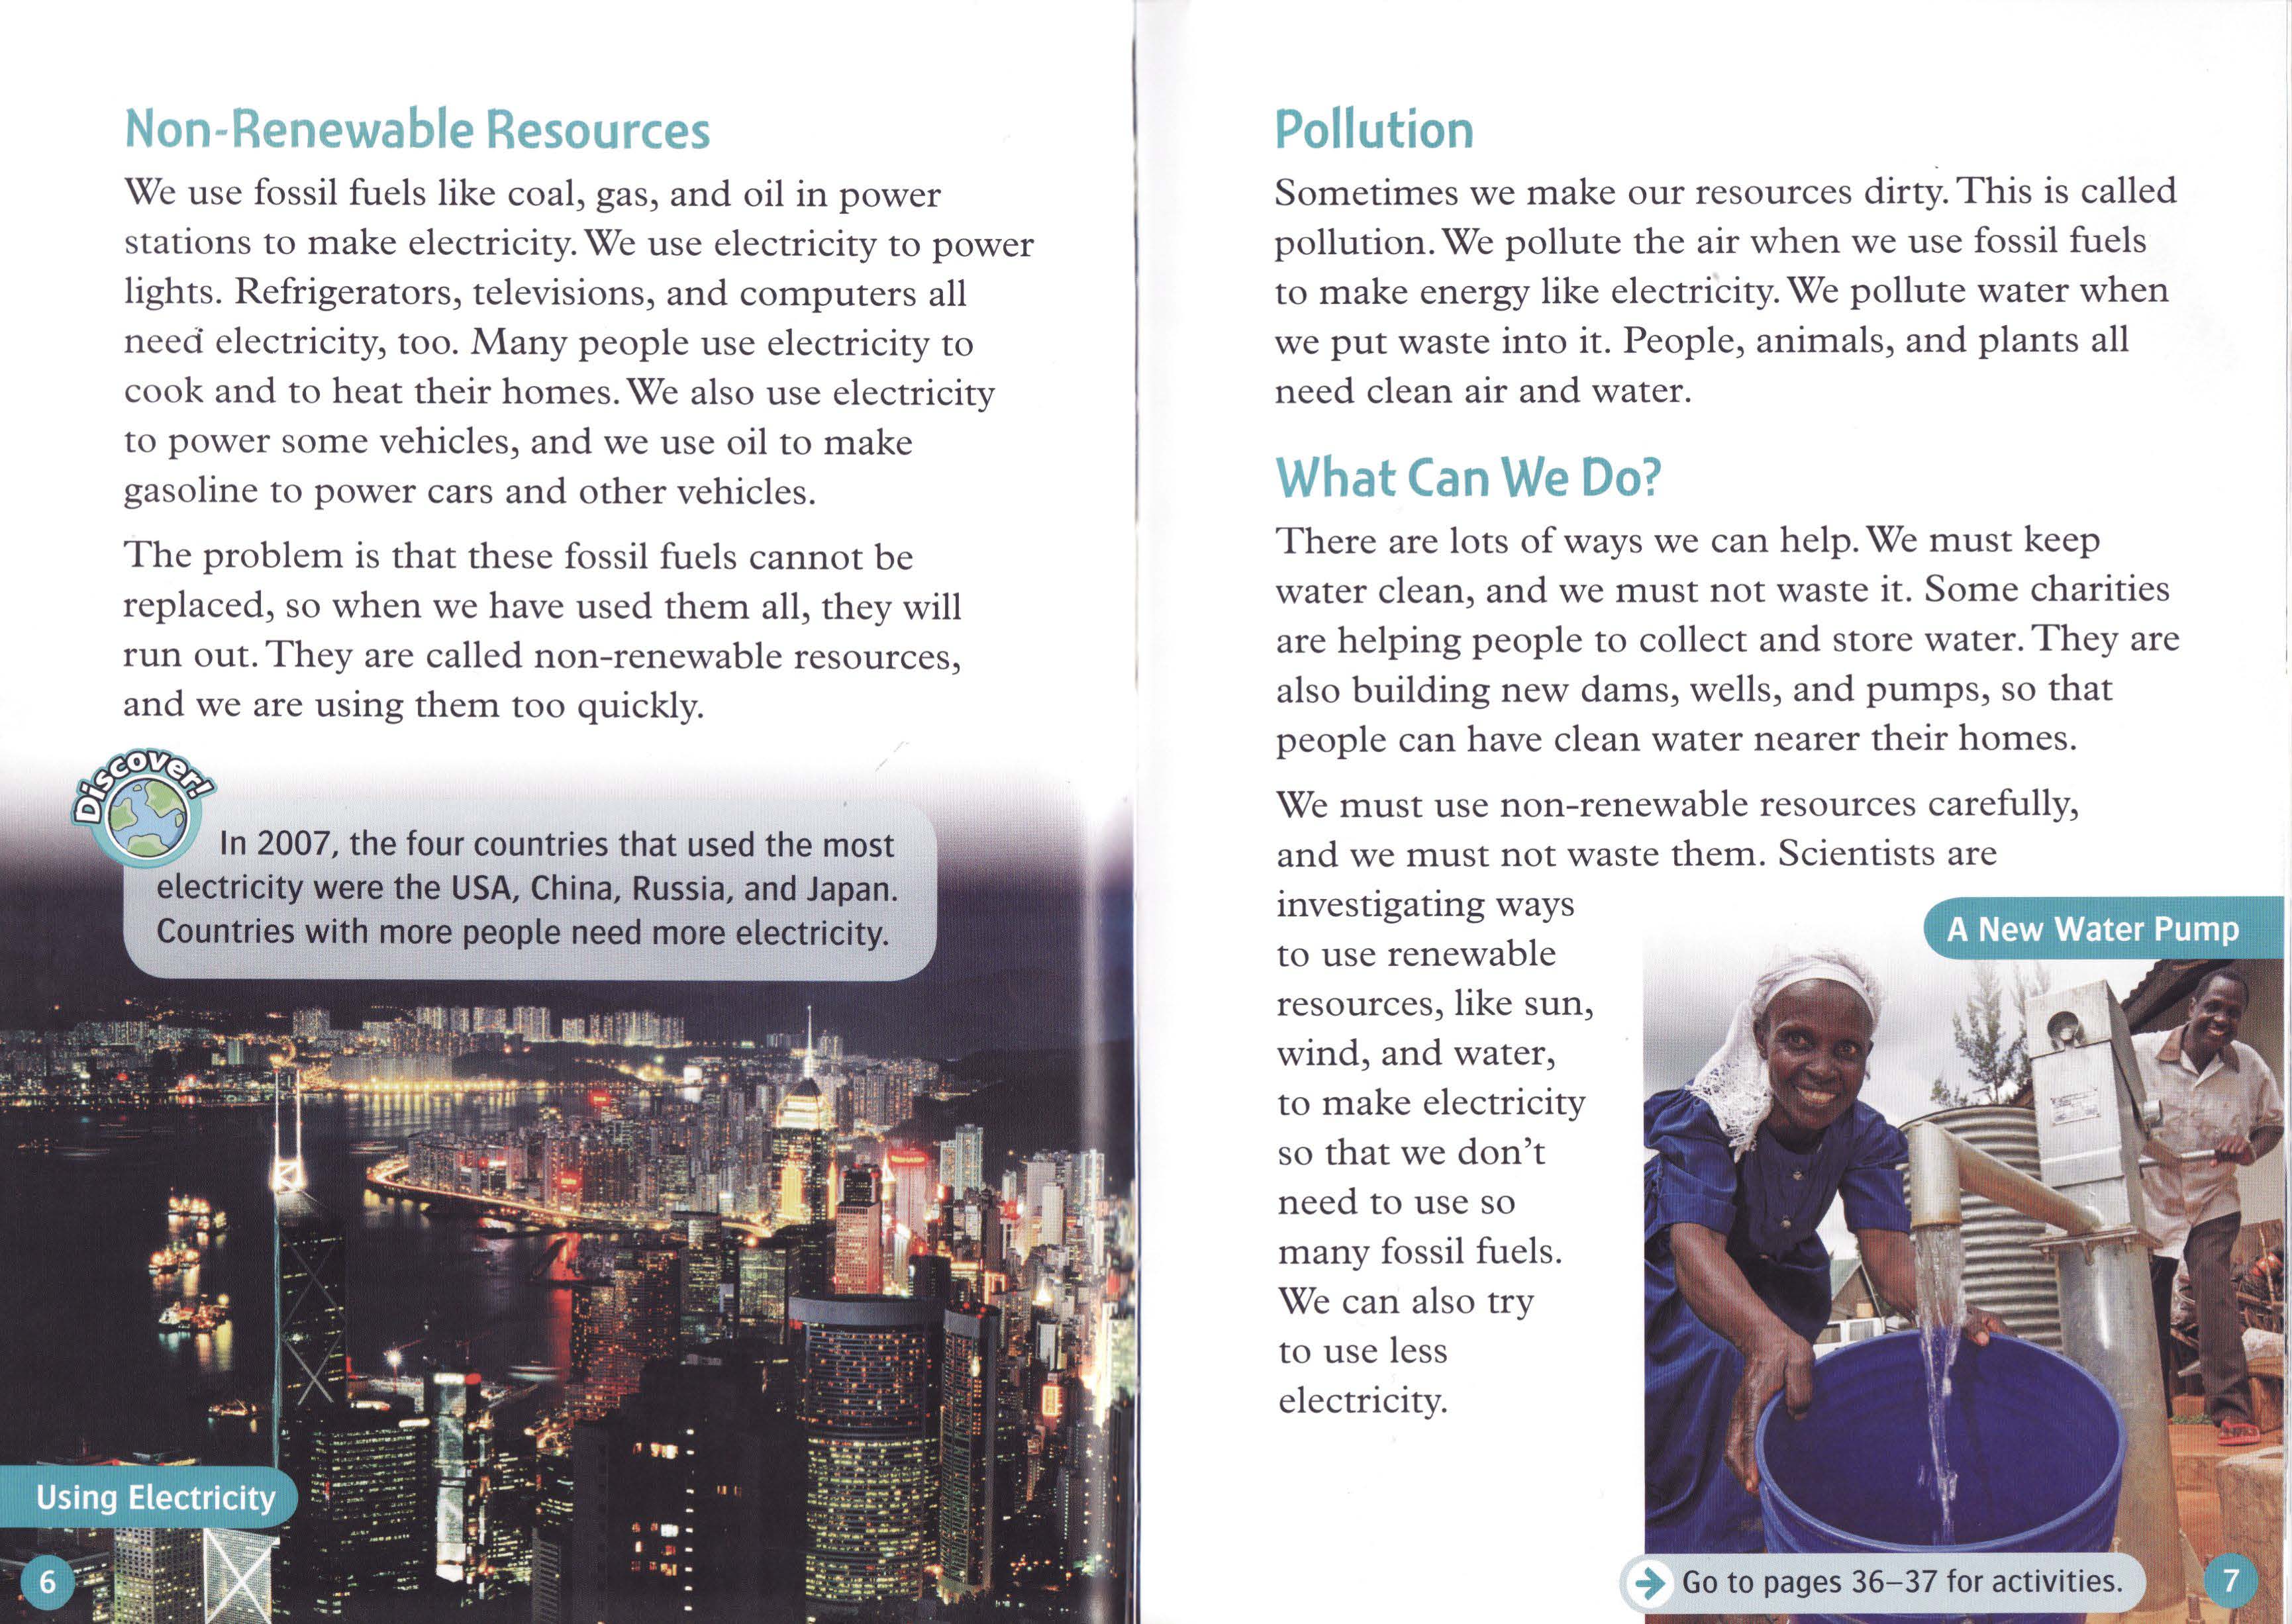 Non-Renewable Resources
We use fossil fuels like coal, gas, and oil in power
stations to make electricity. We use electricity to power
lights. Refrigerators, televisions, and computers all
need electricity, too. Many people use electricity to
cook and to heat their homes. We also use electricity
to power some vehicles, and we use oil to make
gasoline to power cars and other vehicles.
The problem is that these fossil fuels cannot be
replaced, so when we have used them all, they will
run out. They are called non-renewable resources,
and we are using them too quickly.
Discover!
In 2007, the four countries that used the most
electricity were the USA, China, Russia, and Japan.
Countries with more people need more electricity.
Using Electricity
6
Pollution
Sometimes we make our resources dirty. This is called
pollution. We pollute the air when we use fossil fuels
to make energy like electricity. We pollute water when
we put waste into it. People, animals, and plants all
need clean air and water.
What Can We Do?
There are lots of ways we can help. We must keep
water clean, and we must not waste it. Some charities
are helping people to collect and store water. They are
also building new dams, wells, and pumps, so that
people can have clean water nearer their homes.
We must use non-renewable resources carefully,
and we must not waste them. Scientists are
investigating ways
to use renewable
resources, like sun,
wind, and water,
to make electricity
so that we don't
need to use so
many fossil fuels.
We can also try
to use less
electricity.
A New Water Pump
Go to pages 36–37 for activities.
7